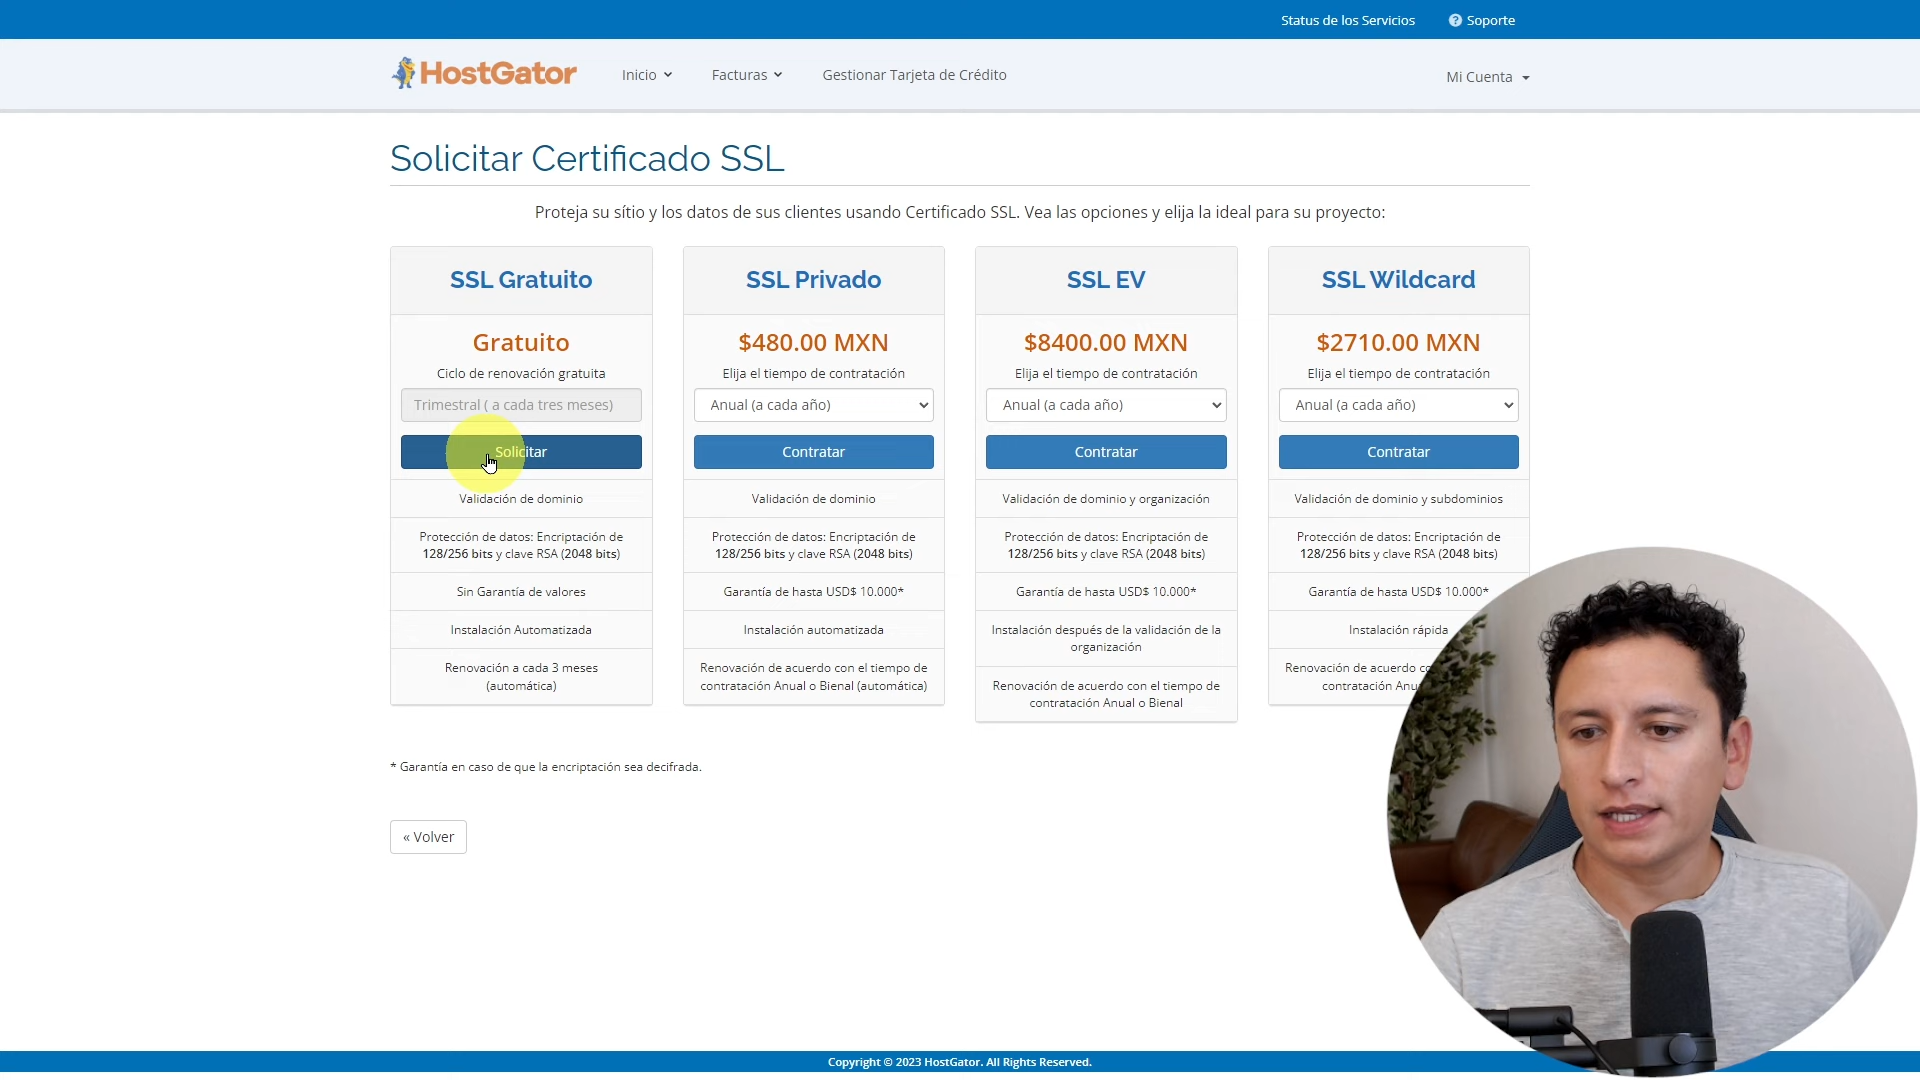 Status de los Servicios
Soporte
HostGator
Inicio
Facturas
Gestionar Tarjeta de Crédito
Mi Cuenta
Solicitar Certificado SSL
Proteja su sítio y los datos de sus clientes usando Certificado SSL. Vea las opciones y elija la ideal para su proyecto:
SSL Gratuito
Gratuito
Ciclo de renovación gratuita
Trimestral ( a cada tres meses)
Solicitar
Validación de dominio
Protección de datos: Encriptación de
128/256 bits y clave RSA (2048 bits)
Sin Garantía de valores
Instalación Automatizada
Renovación a cada 3 meses
(automática)
SSL Privado
$480.00 MXN
Elija el tiempo de contratación
Anual (a cada año)
Contratar
Validación de dominio
Protección de datos: Encriptación de
128/256 bits y clave RSA (2048 bits)
Garantía de hasta USD$ 10.000*
Instalación automatizada
Renovación de acuerdo con el tiempo de
contratación Anual o Bienal (automática)
SSL EV
$8400.00 MXN
Elija el tiempo de contratación
Anual (a cada año)
Contratar
Validación de dominio y organización
Protección de datos: Encriptación de
128/256 bits y clave RSA (2048 bits)
Garantía de hasta USD$ 10.000*
Instalación después de la validación de la
organización
Renovación de acuerdo con el tiempo de
contratación Anual o Bienal
SSL Wildcard
$2710.00 MXN
Elija el tiempo de contratación
Anual (a cada año)
Contratar
Validación de dominio y subdominios
Protección de datos: Encriptación de
128/256 bits y clave RSA (2048 bits)
Garantía de hasta USD$ 10.000*
Instalación rápida
Renovación de acuerdo
contratación
* Garantía en caso de que la encriptación sea decifrada.
« Volver
Copyright © 2023 HostGator. All Rights Reserved.